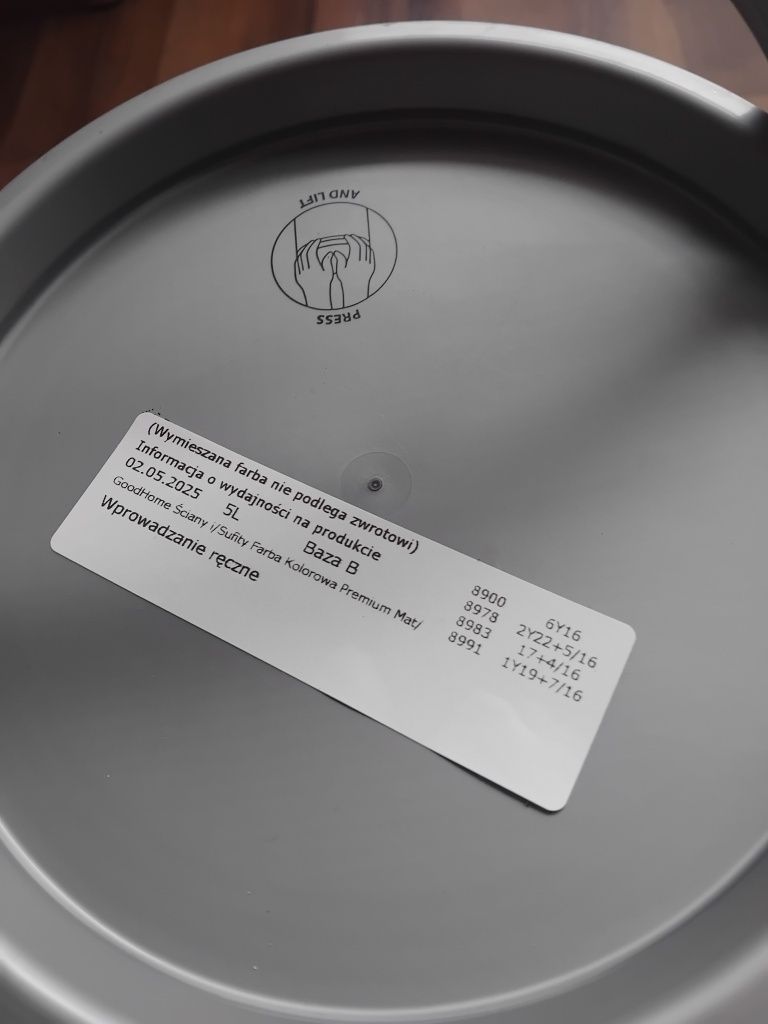 AND LIFT
PRESS
(Wymieszana farba nie podlega zwrotowi)
Informacja o wydajności na produkcie
02.05.2025 5L Baza B
GoodHome Ściany i/Sufity Farba Kolorowa Premium Mat/
Wprowadzanie ręczne
8900 6Y16
8978 2Y22+5/16
8983 17+4/16
8991 1Y19+7/16